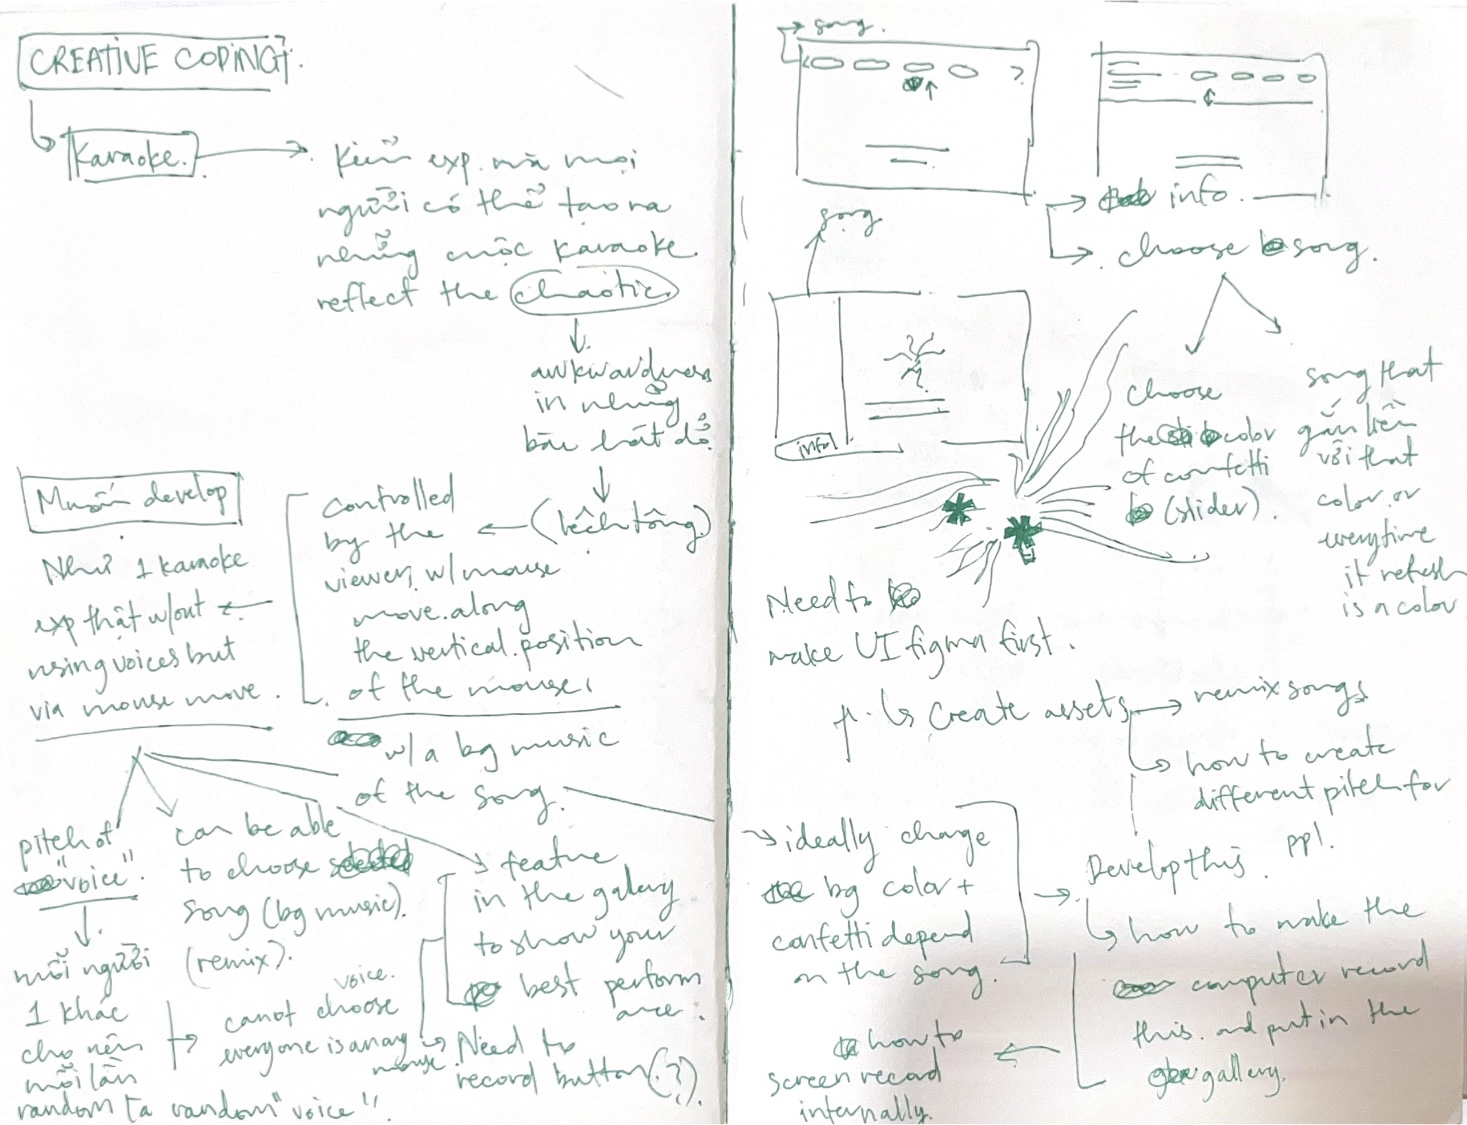 CREATIVE CODING.
Karaoke.
Kiểu exp. mà mọi
người có thể tạo ra
những cuộc karaoke
reflect the chaotic
awkwardness
in những
bài hát đó
(lệch tông)
controlled
by the
viewers w/ mouse
move along
the vertical position
of the mouse,
w/ a bg music
of the song.
Muốn develop
Như 1 karaoke
exp thật w/out
using voices but
via mouse move.
pitch of
"voice".
mỗi người
1 khác
cho nên
mỗi lần
random ta random "voice".
can be able
to choose
song (bg music).
(remix).
voice.
canot choose
everyone is
mouse.
feature
in the galery
to show your
best perform
ance.
Need to
record button (?).
song.
song
info
info.
choose song.
choose
the color
of confetti
(slider).
song that
gắn liền
với that
color or
everytime
it refresh
is a color
Need to
make UI figma first.
Create assets
remix songs
how to create
different pitch for
ppl.
Develop this.
ideally change
bg color +
confetti depend
on the song.
how to make the
computer record
this. and put in the
gallery.
how to
screen record
internally.